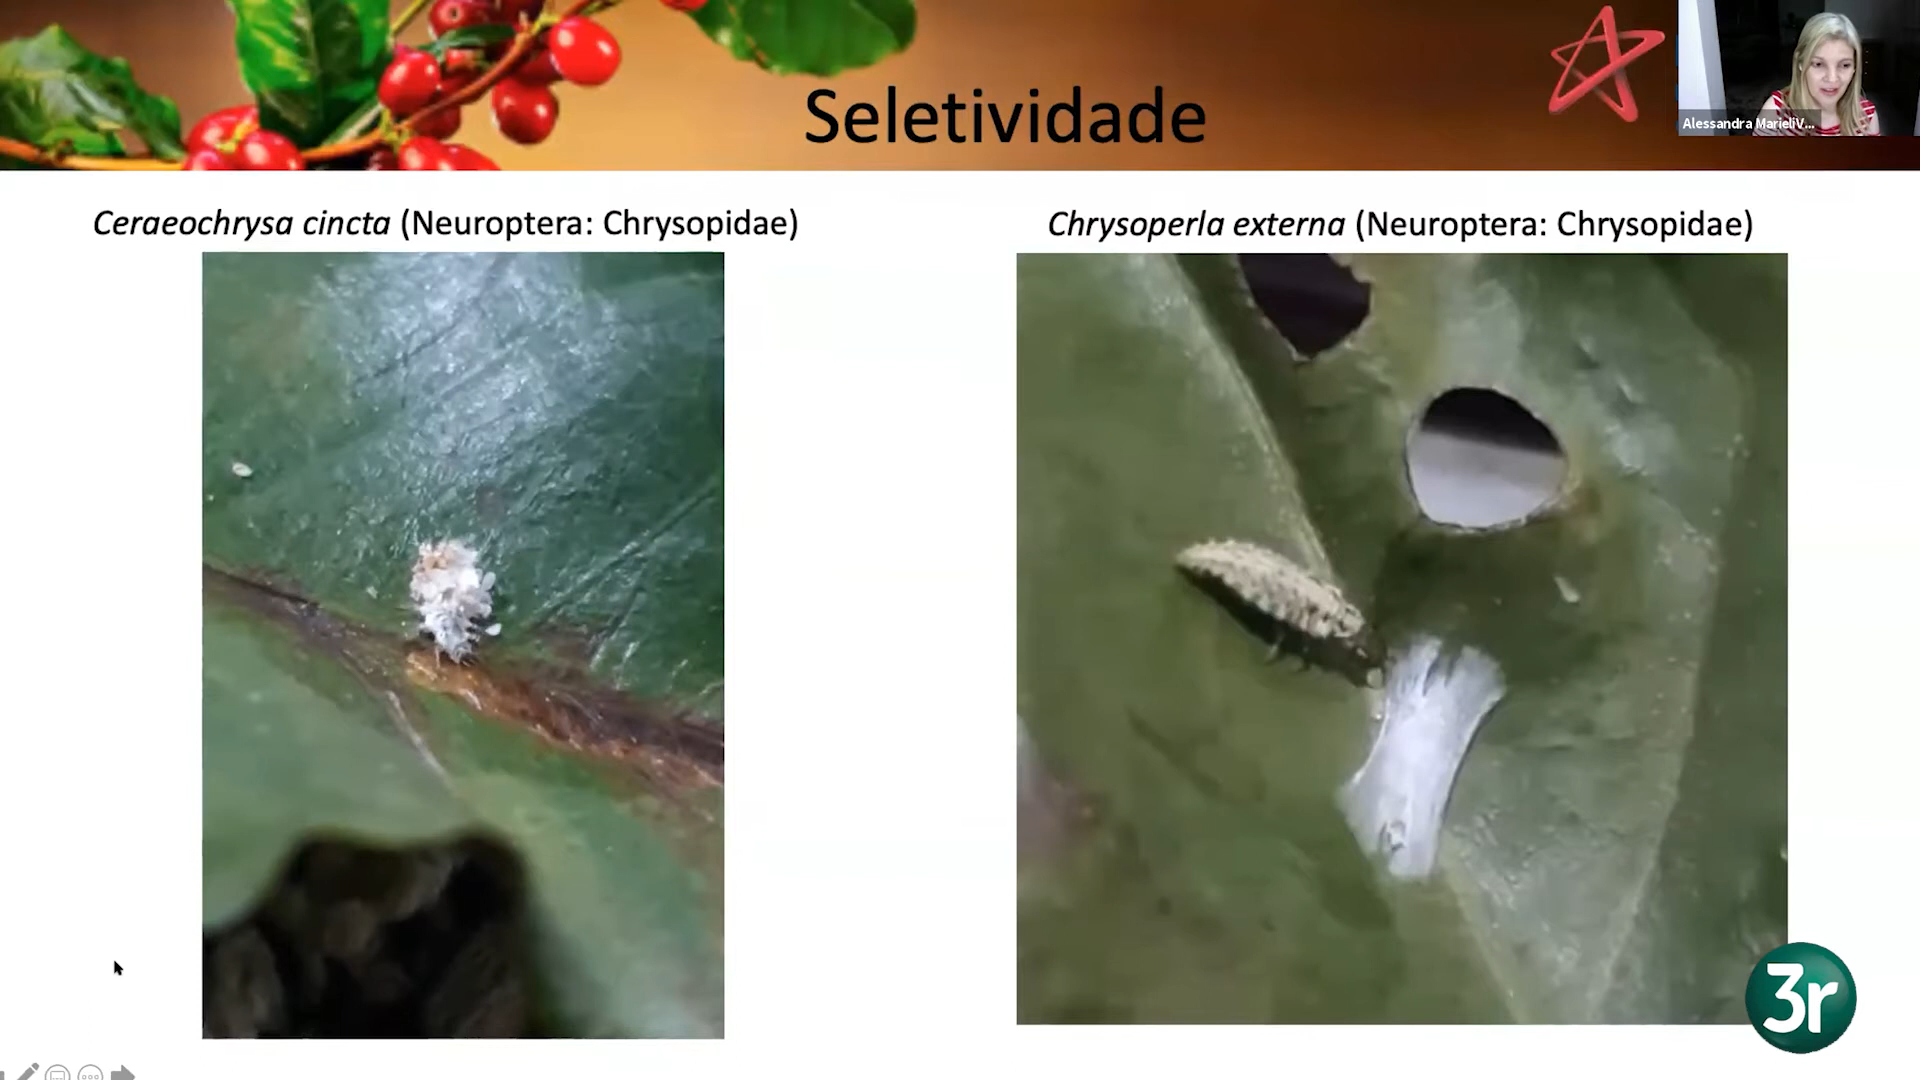 Seletividade
Alessandra MarieliV...
Ceraeochrysa cincta (Neuroptera: Chrysopidae)
Chrysoperla externa (Neuroptera: Chrysopidae)
3r